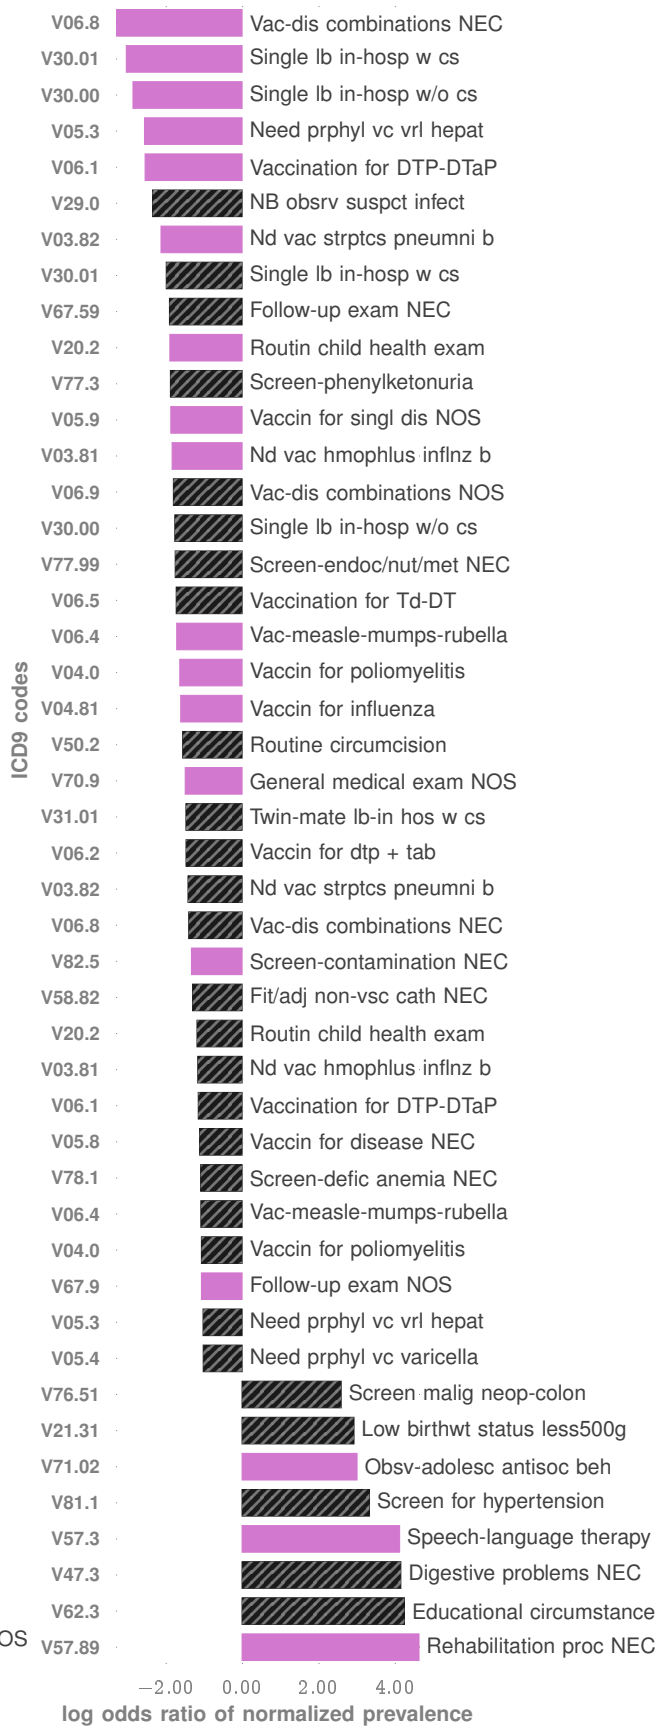 V06.8 Vac-dis combinations NEC
V30.01 Single lb in-hosp w cs
V30.00 Single lb in-hosp w/o cs
V05.3 Need prphyl vc vrl hepat
V06.1 Vaccination for DTP-DTaP
V29.0 NB obsrv suspct infect
V03.82 Nd vac strptcs pneumni b
V30.01 Single lb in-hosp w cs
V67.59 Follow-up exam NEC
V20.2 Routin child health exam
V77.3 Screen-phenylketonuria
V05.9 Vaccin for singl dis NOS
V03.81 Nd vac hmophlus inflnz b
V06.9 Vac-dis combinations NOS
V30.00 Single lb in-hosp w/o cs
V77.99 Screen-endoc/nut/met NEC
V06.5 Vaccination for Td-DT
V06.4 Vac-measle-mumps-rubella
V04.0 Vaccin for poliomyelitis
V04.81 Vaccin for influenza
V50.2 Routine circumcision
V70.9 General medical exam NOS
V31.01 Twin-mate lb-in hos w cs
V06.2 Vaccin for dtp + tab
V03.82 Nd vac strptcs pneumni b
V06.8 Vac-dis combinations NEC
V82.5 Screen-contamination NEC
V58.82 Fit/adj non-vsc cath NEC
V20.2 Routin child health exam
V03.81 Nd vac hmophlus inflnz b
V06.1 Vaccination for DTP-DTaP
V05.8 Vaccin for disease NEC
V78.1 Screen-defic anemia NEC
V06.4 Vac-measle-mumps-rubella
V04.0 Vaccin for poliomyelitis
V67.9 Follow-up exam NOS
V05.3 Need prphyl vc vrl hepat
V05.4 Need prphyl vc varicella
V76.51 Screen malig neop-colon
V21.31 Low birthwt status less500g
V71.02 Obsv-adolesc antisoc beh
V81.1 Screen for hypertension
V57.3 Speech-language therapy
V47.3 Digestive problems NEC
V62.3 Educational circumstance
OS V57.89 Rehabilitation proc NEC
ICD9 codes
−2.00 0.00 2.00 4.00
log odds ratio of normalized prevalence